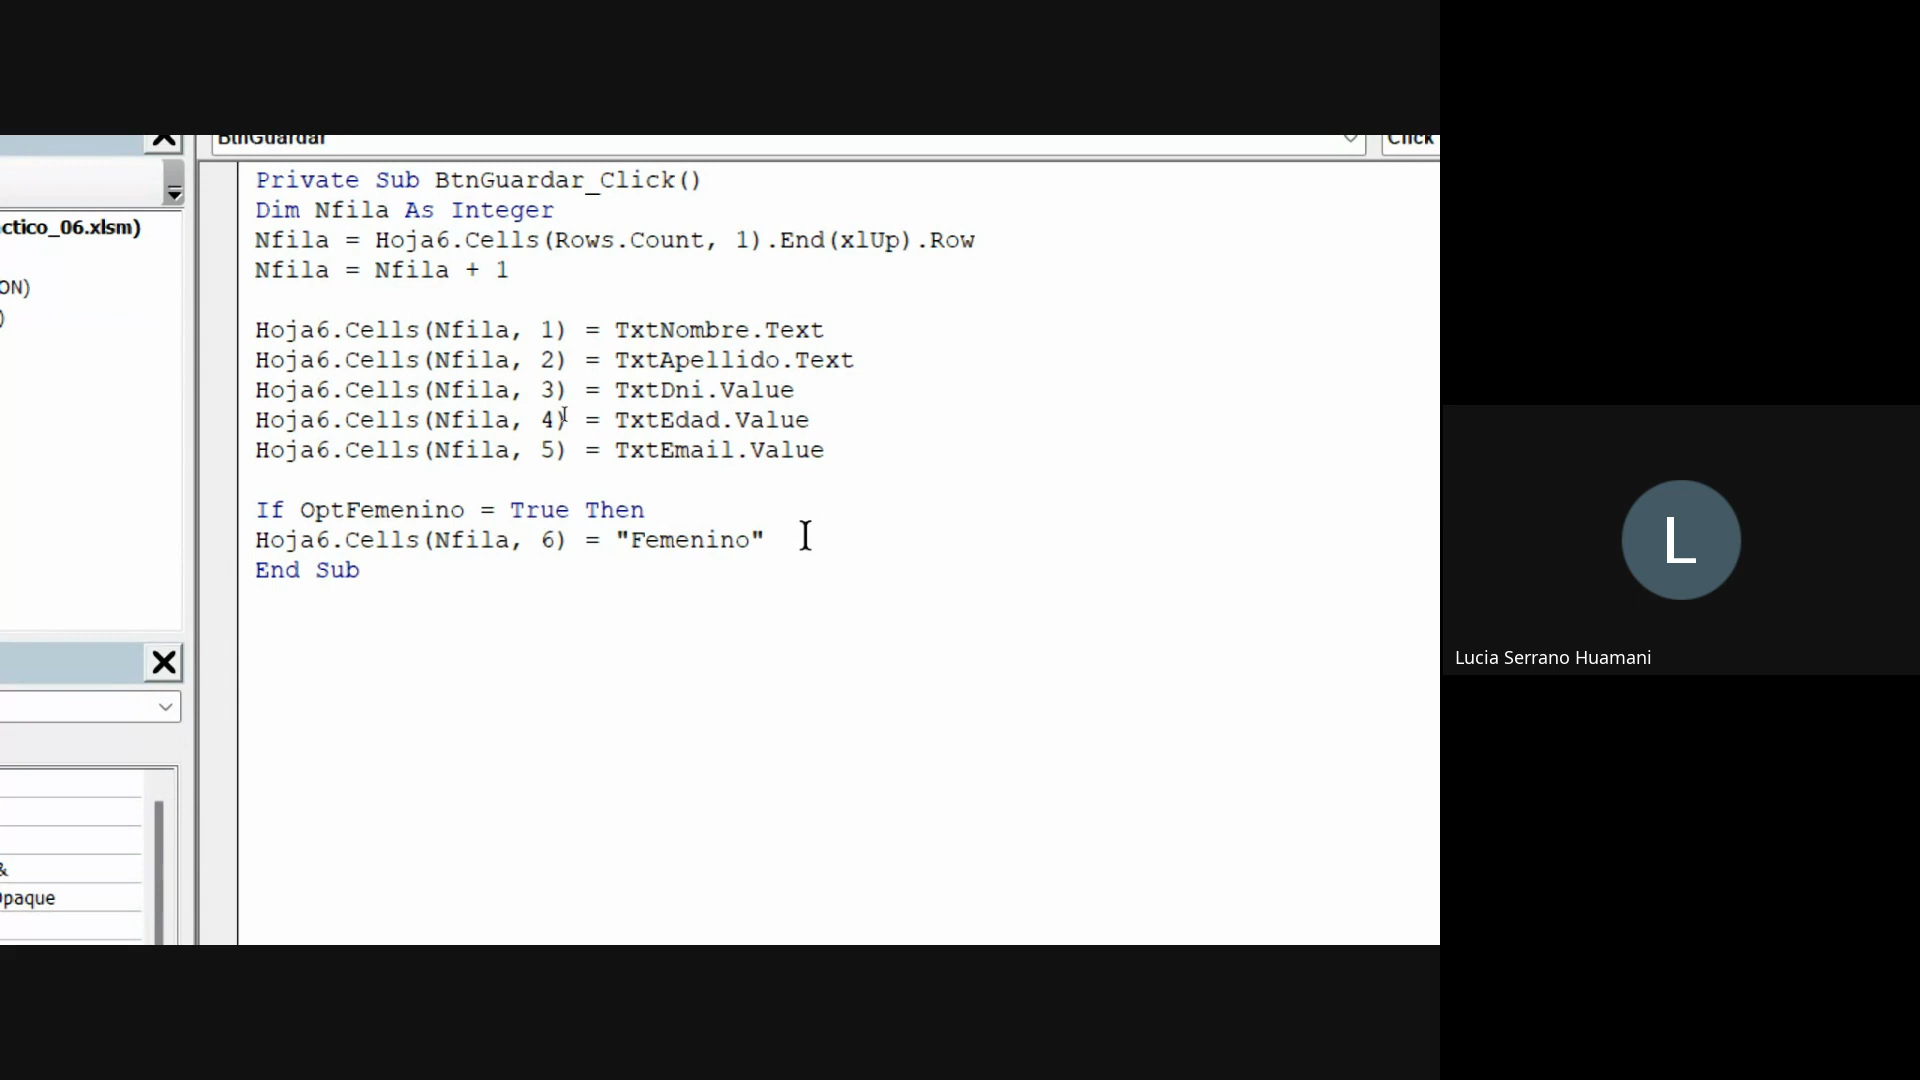 BtnGuardar
Click
Private Sub BtnGuardar_Click()
Dim Nfila As Integer
Nfila = Hoja6.Cells(Rows.Count, 1).End(xlUp).Row
Nfila = Nfila + 1
Hoja6.Cells(Nfila, 1) = TxtNombre.Text
Hoja6.Cells(Nfila, 2) = TxtApellido.Text
Hoja6.Cells(Nfila, 3) = TxtDni.Value
Hoja6.Cells(Nfila, 4) = TxtEdad.Value
Hoja6.Cells(Nfila, 5) = TxtEmail.Value
If OptFemenino = True Then
Hoja6.Cells(Nfila, 6) = "Femenino"
End Sub
ctico_06.xlsm)
ON)
)
&
Opaque
L
Lucia Serrano Huamani